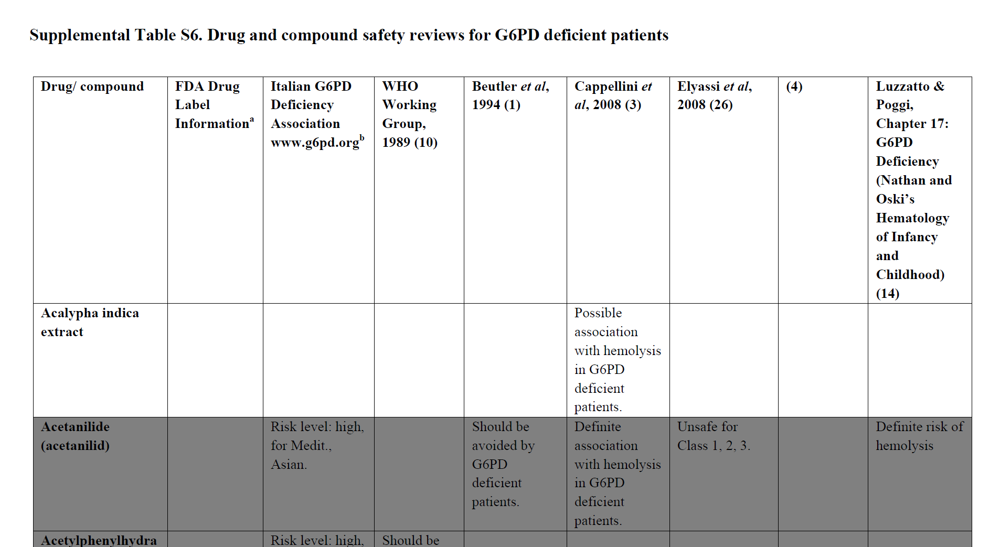 Supplemental Table S6. Drug and compound safety reviews for G6PD deficient patients
Drug/ compound
FDA Drug
Label
Informationa
Italian G6PD
Deficiency
Association
www.g6pd.orgb
WHO
Working
Group,
1989 (10)
Beutler et al,
1994 (1)
Cappellini et
al, 2008 (3)
Elyassi et al,
2008 (26)
(4)
Luzzatto &
Poggi,
Chapter 17:
G6PD
Deficiency
(Nathan and
Oski’s
Hematology
of Infancy
and
Childhood)
(14)
Acalypha indica
extract
Possible
association
with hemolysis
in G6PD
deficient
patients.
Acetanilide
(acetanilid)
Risk level: high,
for Medit.,
Asian.
Should be
avoided by
G6PD
deficient
patients.
Definite
association
with hemolysis
in G6PD
deficient
patients.
Unsafe for
Class 1, 2, 3.
Definite risk of
hemolysis
Acetylphenylhydra
Risk level: high,
Should be